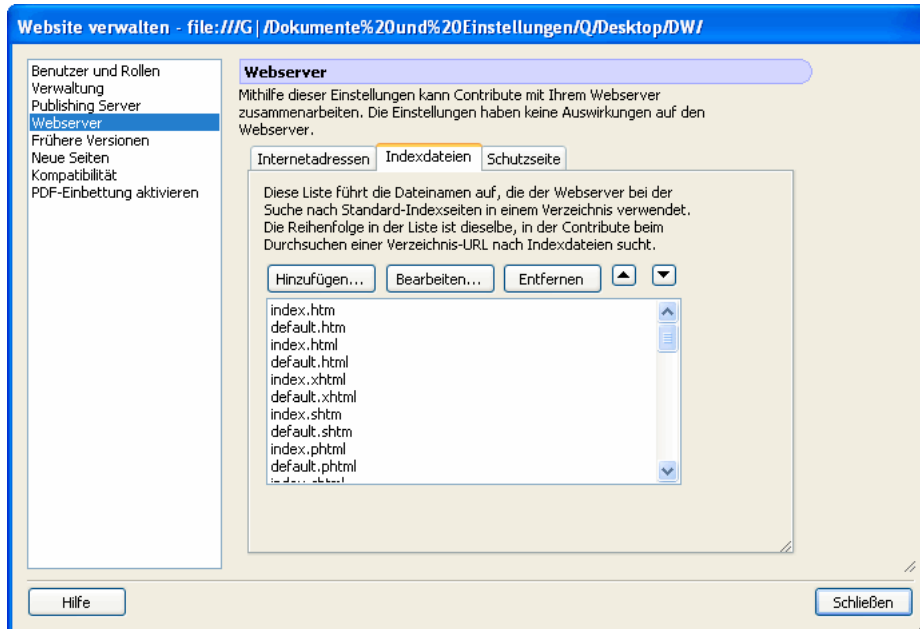 Website verwalten - file:///G|/Dokumente%20und%20Einstellungen/Q/Desktop/DW/
Benutzer und Rollen
Verwaltung
Publishing Server
Webserver
Frühere Versionen
Neue Seiten
Kompatibilität
PDF-Einbettung aktivieren
Webserver
Mithilfe dieser Einstellungen kann Contribute mit Ihrem Webserver
zusammenarbeiten. Die Einstellungen haben keine Auswirkungen auf den
Webserver.
Internetadressen Indexdateien Schutzseite
Diese Liste führt die Dateinamen auf, die der Webserver bei der
Suche nach Standard-Indexseiten in einem Verzeichnis verwendet.
Die Reihenfolge in der Liste ist dieselbe, in der Contribute beim
Durchsuchen einer Verzeichnis-URL nach Indexdateien sucht.
Hinzufügen... Bearbeiten... Entfernen
index.htm
default.htm
index.html
default.html
index.xhtml
default.xhtml
index.shtm
default.shtm
index.phtml
default.phtml
Hilfe Schließen